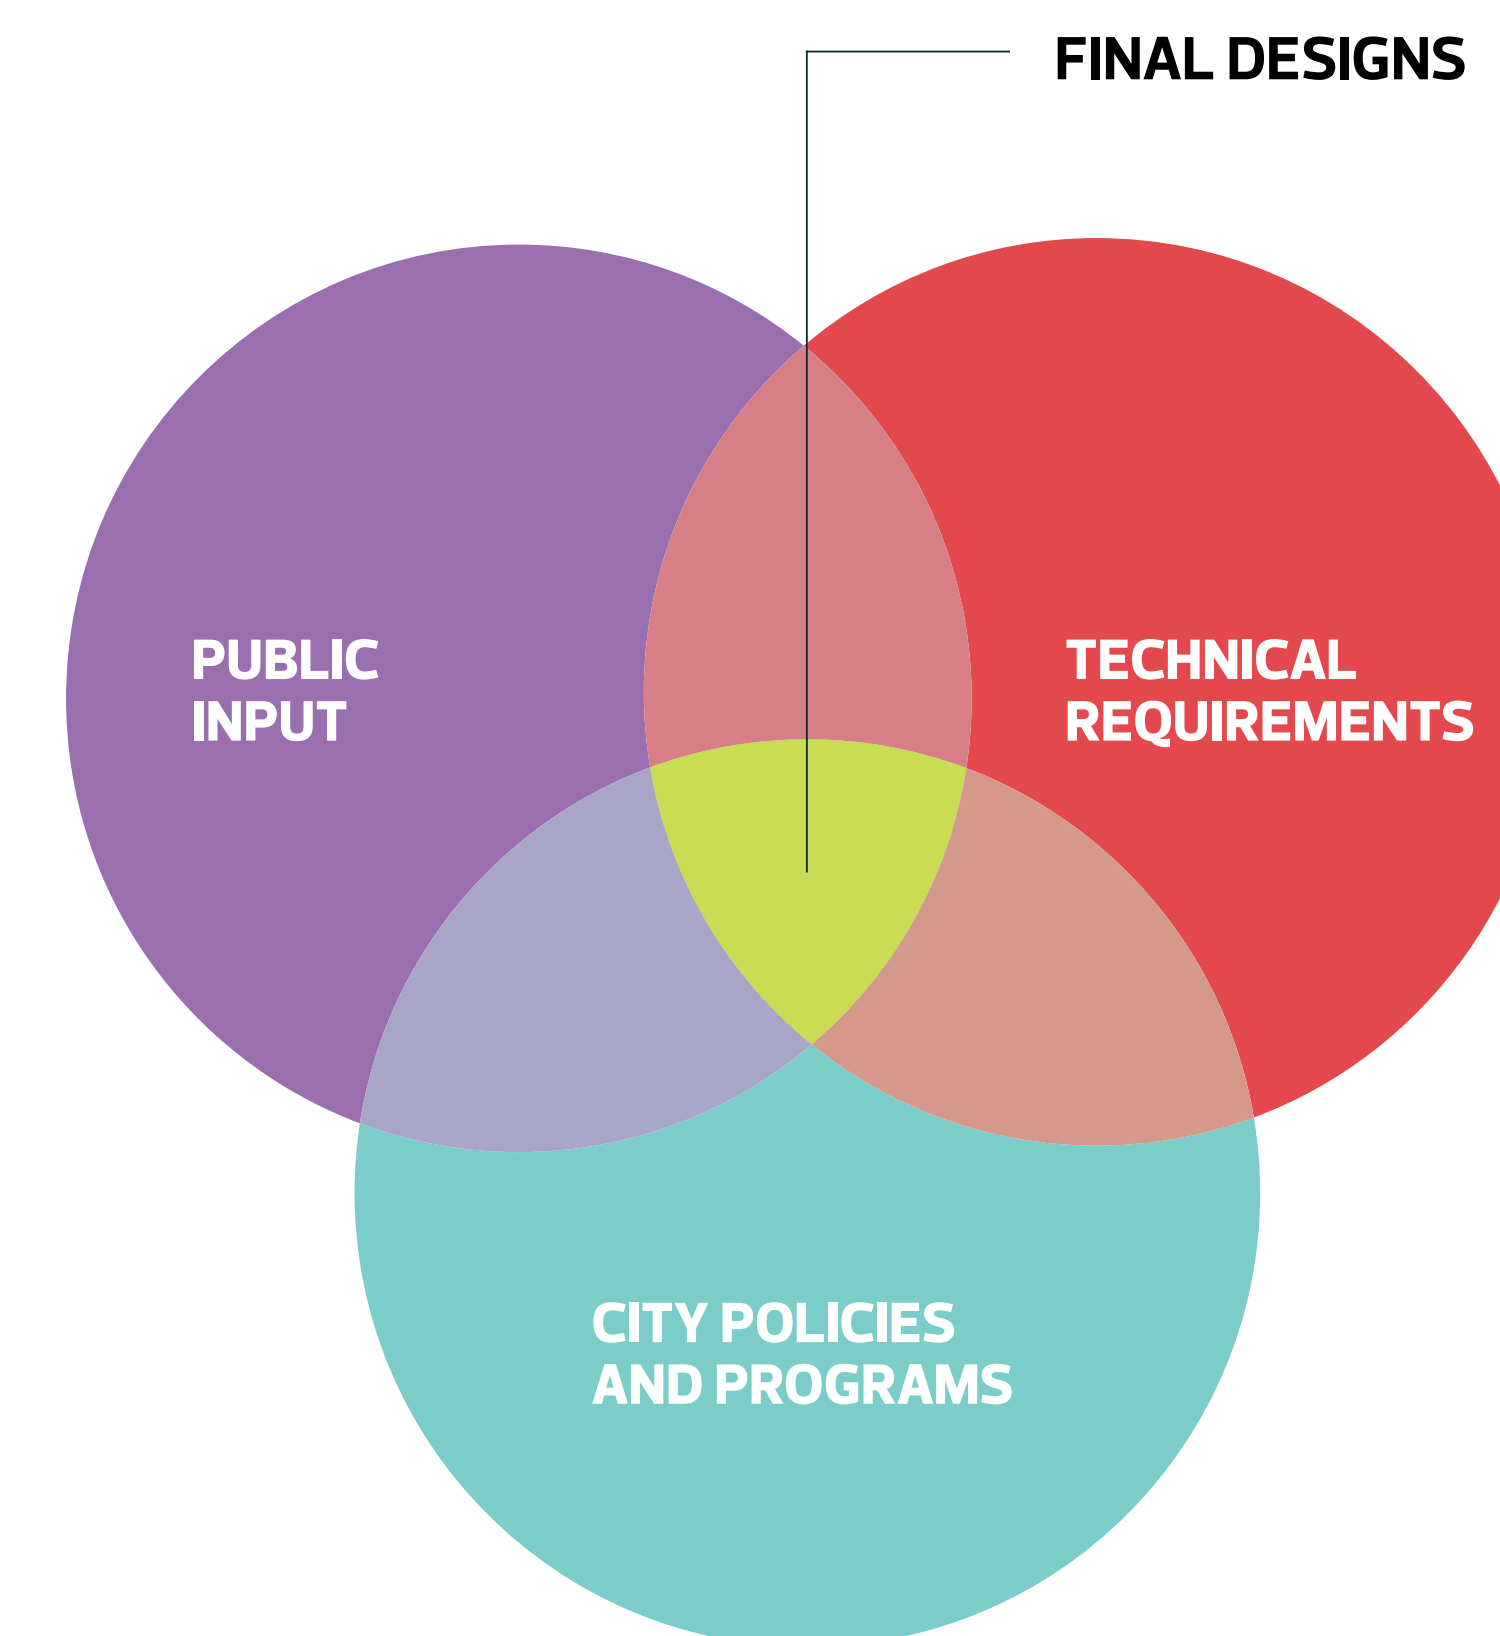 FINAL DESIGNS
PUBLIC
INPUT
TECHNICAL
REQUIREMENTS
CITY POLICIES
AND PROGRAMS